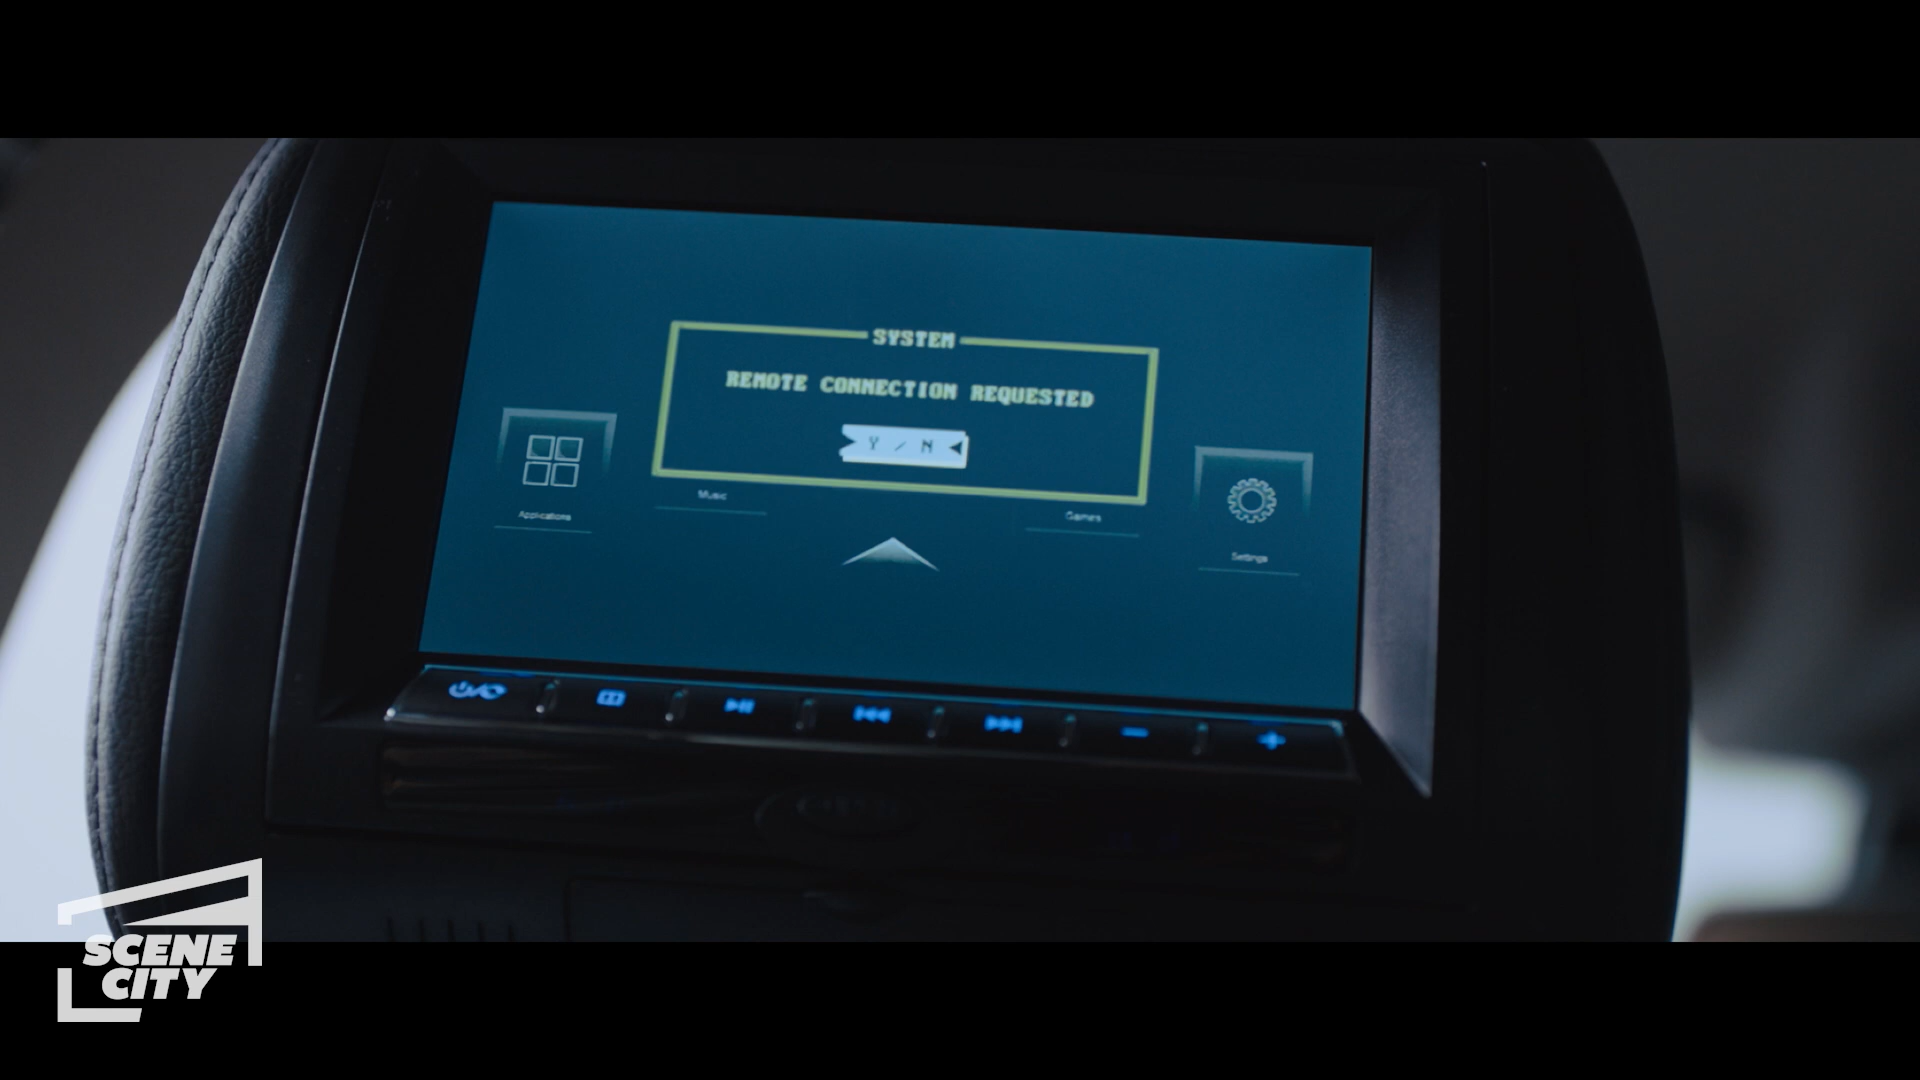 SYSTEM
REMOTE CONNECTION REQUESTED
Y / N
Applications
Music
Games
Settings
SCENE
CITY